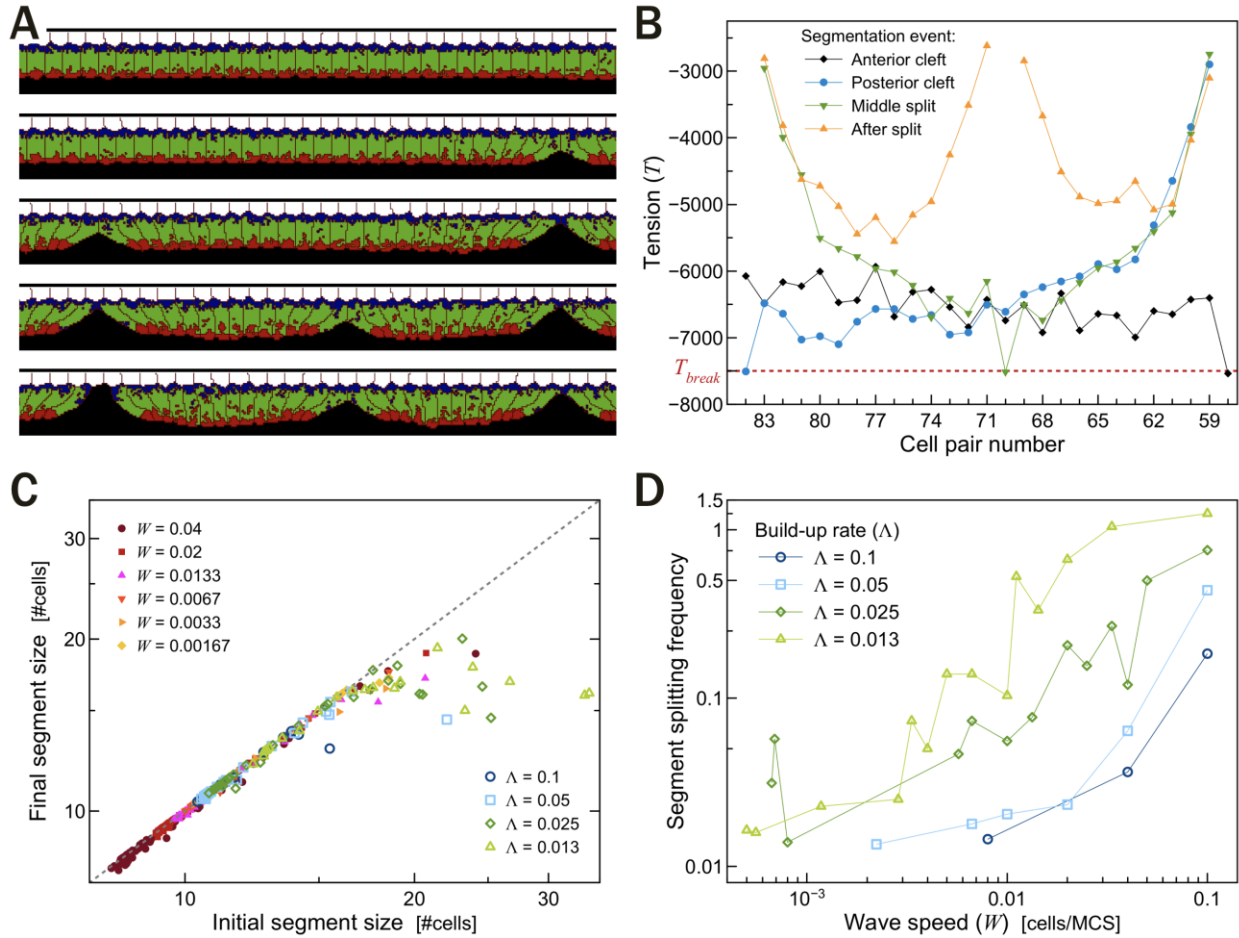 A
B
Segmentation event:
Anterior cleft
Posterior cleft
Middle split
After split
−3000
−4000
−5000
−6000
−7000
−8000
T_break
Tension (T)
83 80 77 74 71 68 65 62 59
Cell pair number
C
W = 0.04
W = 0.02
W = 0.0133
W = 0.0067
W = 0.0033
W = 0.00167
Λ = 0.1
Λ = 0.05
Λ = 0.025
Λ = 0.013
30
20
10
Final segment size [#cells]
10 20 30
Initial segment size [#cells]
D
Build-up rate (Λ)
Λ = 0.1
Λ = 0.05
Λ = 0.025
Λ = 0.013
1.5
1
0.5
0.1
0.01
Segment splitting frequency
10⁻³ 0.01 0.1
Wave speed (W) [cells/MCS]